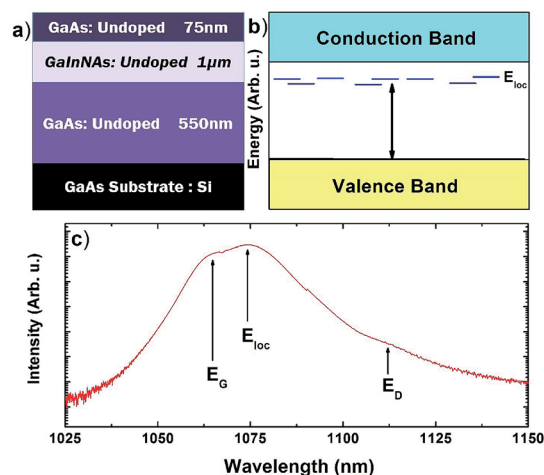 a)
GaAs: Undoped 75nm
GaInNAs: Undoped 1μm
GaAs: Undoped 550nm
GaAs Substrate : Si
b)
Energy (Arb. u.)
Conduction Band
E_loc
Valence Band
c)
Intensity (Arb. u.)
E_G
E_loc
E_D
1025 1050 1075 1100 1125 1150
Wavelength (nm)